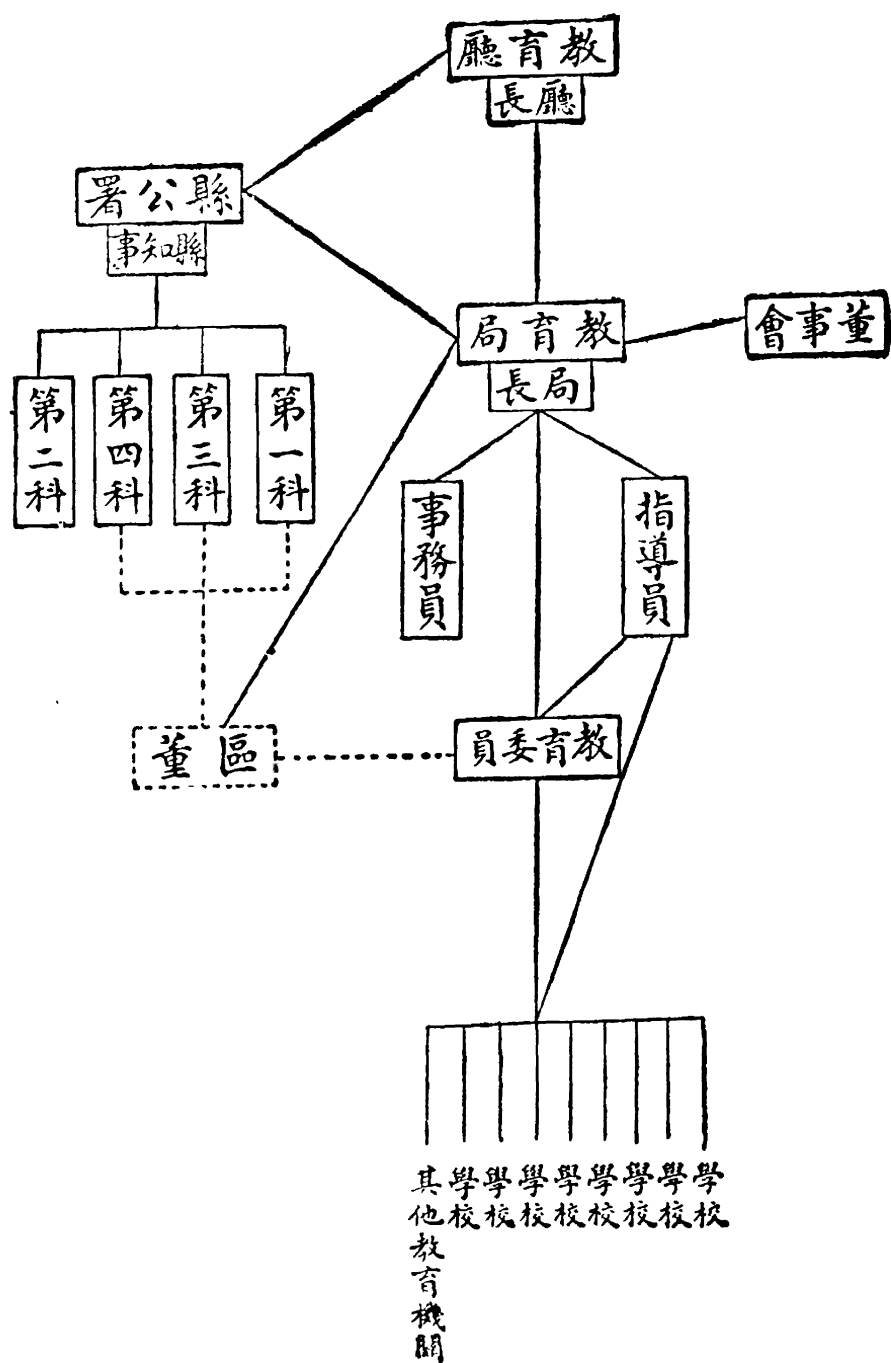 教育廳
廳長
縣公署
縣知事
教育局
局長
董事會
第一科
第三科
第四科
第二科
指導員
事務員
教育委員
區董
學校
學校
學校
學校
學校
學校
學校
學校
其他教育機關